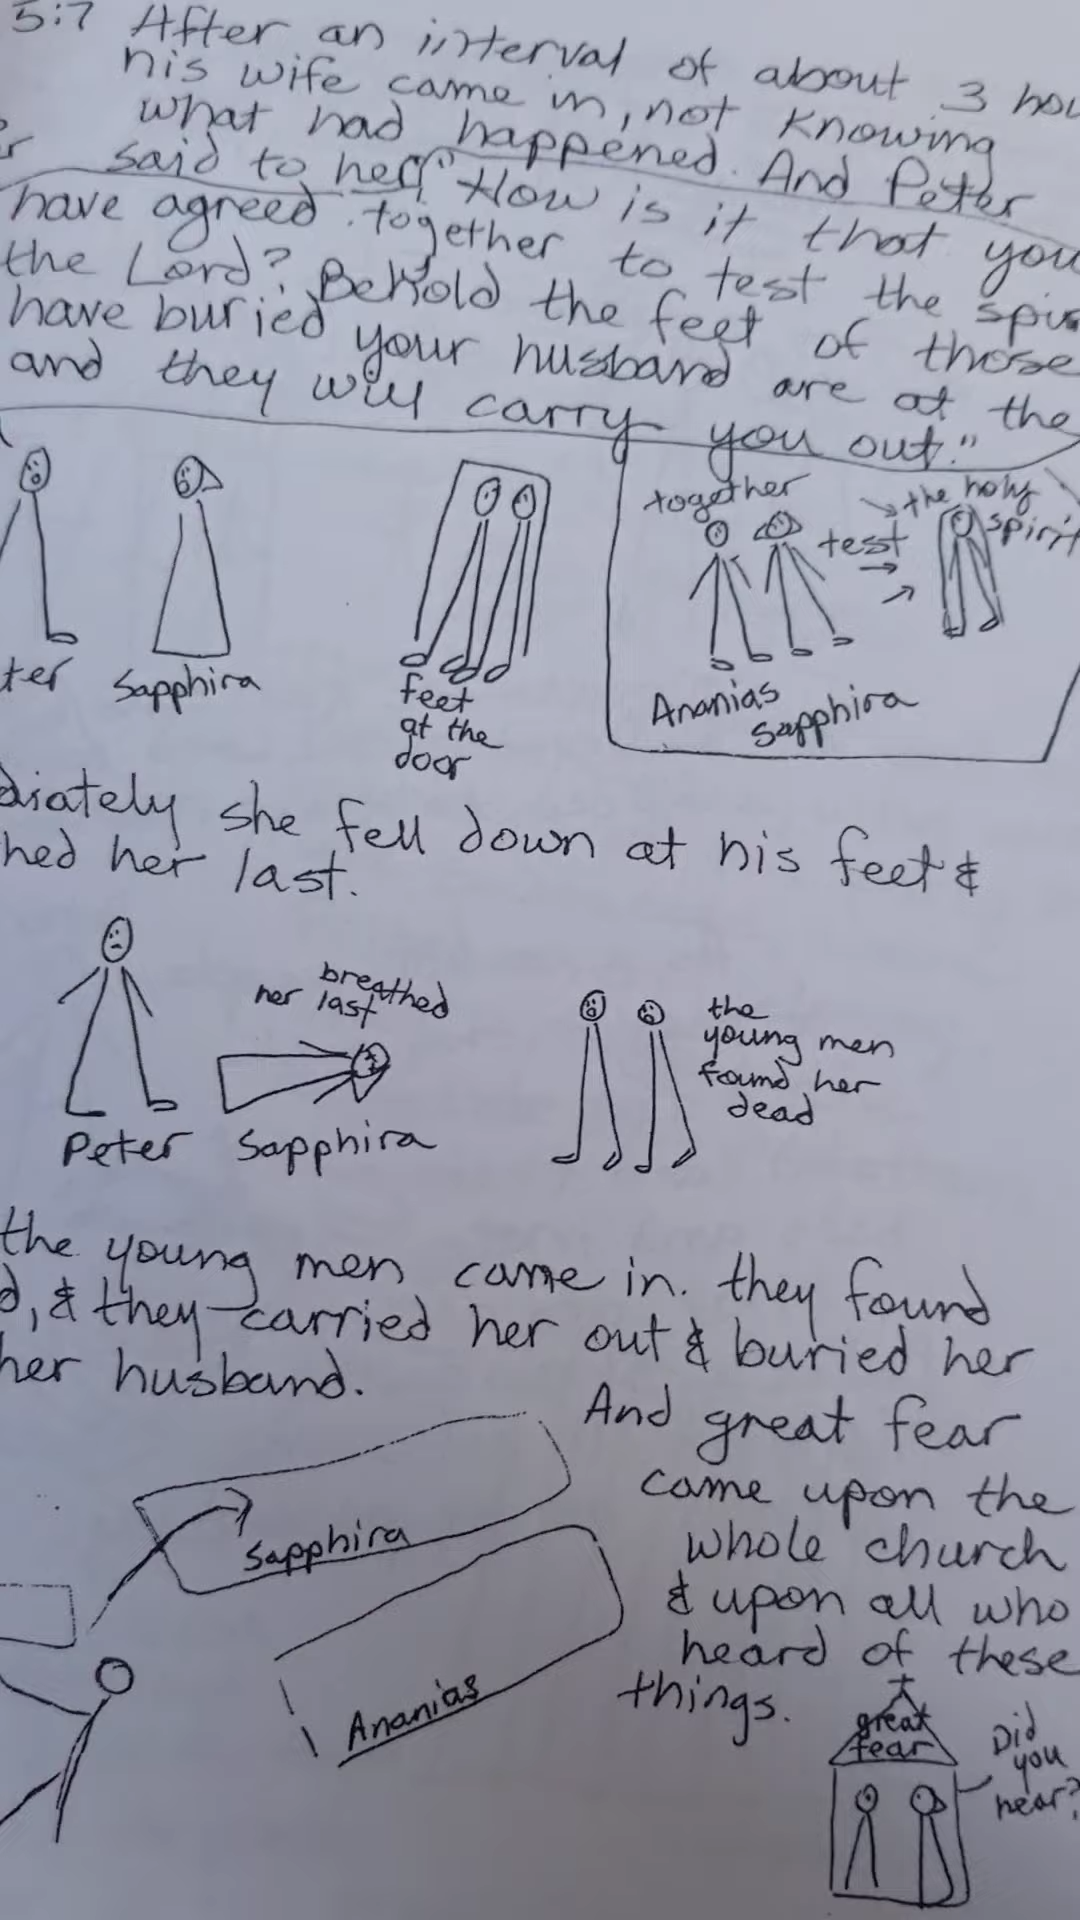 5:7 After an interval of about 3 hou
his wife came in, not knowing
what had happened. And Peter
said to her, "How is it that you
have agreed together to test the spir
the Lord? Behold the feet of those
have buried your husband are at the
and they will carry you out."
together
test
the holy
spirit
ter
Sapphira
feet
at the
door
Ananias
Sapphira
diately she fell down at his feet &
hed her last.
breathed
her last
the
young men
found her
dead
Peter
Sapphira
the young men came in. they found
d, & they carried her out & buried her
her husband.
And great fear
came upon the
whole church
& upon all who
heard of these
things.
Sapphira
Ananias
great
fear
Did
you
hear?